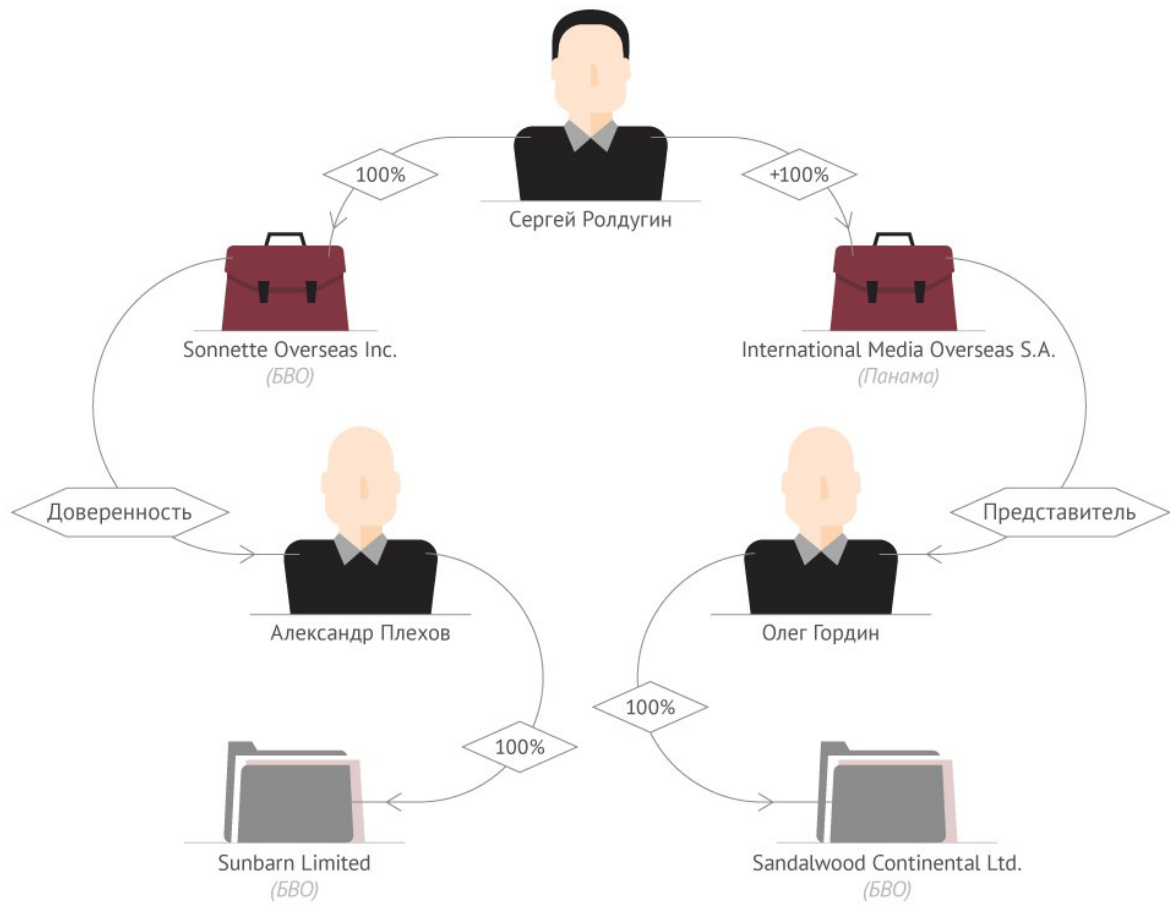 100%
+100%
Сергей Ролдугин
Sonnette Overseas Inc.
(БВО)
International Media Overseas S.A.
(Панама)
Доверенность
Представитель
Александр Плехов
Олег Гордин
100%
100%
Sunbarn Limited
(БВО)
Sandalwood Continental Ltd.
(БВО)